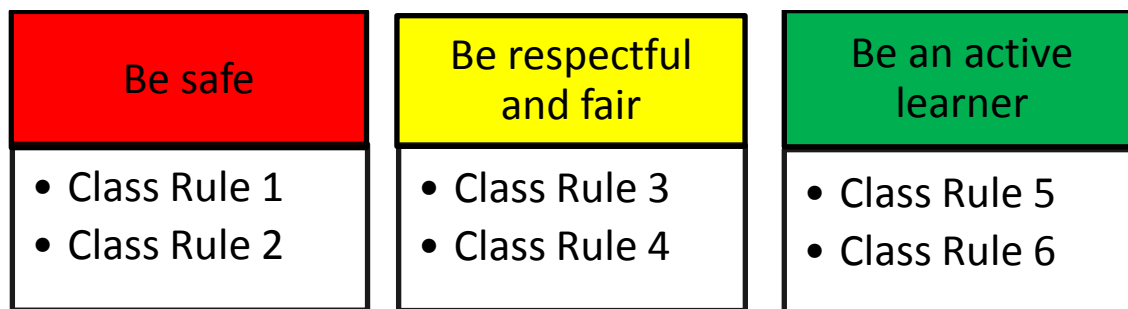 Be safe
• Class Rule 1
• Class Rule 2
Be respectful
and fair
• Class Rule 3
• Class Rule 4
Be an active
learner
• Class Rule 5
• Class Rule 6